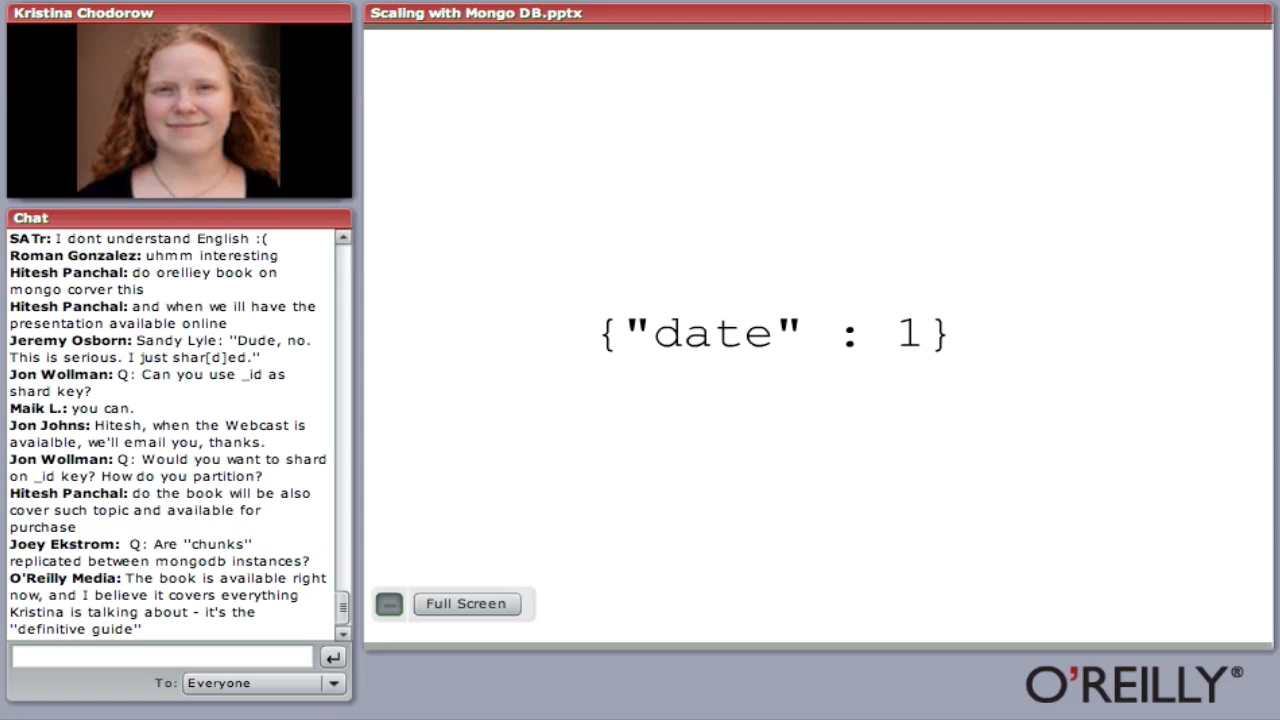 Kristina Chodorow
Scaling with Mongo DB.pptx
Chat
SATr: I dont understand English :(
Roman Gonzalez: uhmm interesting
Hitesh Panchal: do orelliey book on
mongo corver this
Hitesh Panchal: and when we ill have the
presentation available online
Jeremy Osborn: Sandy Lyle: "Dude, no.
This is serious. I just shar[d]ed."
Jon Wollman: Q: Can you use _id as
shard key?
Maik L.: you can.
Jon Johns: Hitesh, when the Webcast is
avaialble, we'll email you, thanks.
Jon Wollman: Q: Would you want to shard
on _id key? How do you partition?
Hitesh Panchal: do the book will be also
cover such topic and available for
purchase
Joey Ekstrom: Q: Are "chunks"
replicated between mongodb instances?
O'Reilly Media: The book is available right
now, and I believe it covers everything
Kristina is talking about - it's the
"definitive guide"
To: Everyone
{"date" : 1}
Full Screen
O'REILLY®